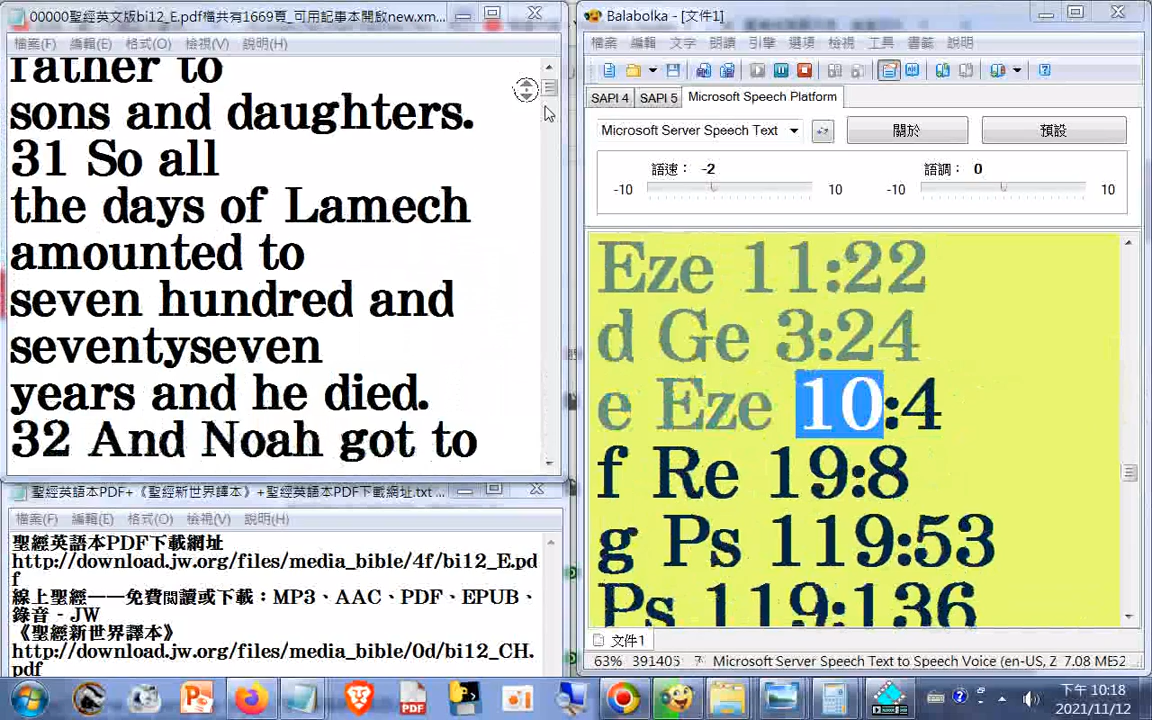 00000聖經英文版bi12_E.pdf檔共有1669頁_可用記事本開啟new.xm...
檔案(F) 編輯(E) 格式(O) 檢視(V) 說明(H)
father to
sons and daughters.
31 So all
the days of Lamech
amounted to
seven hundred and
seventyseven
years and he died.
32 And Noah got to
聖經英語本PDF+《聖經新世界譯本》+聖經英語本PDF下載網址.txt ...
檔案(F) 編輯(E) 格式(O) 檢視(V) 說明(H)
聖經英語本PDF下載網址
http://download.jw.org/files/media_bible/4f/bi12_E.pd
f
線上聖經——免費閱讀或下載：MP3、AAC、PDF、EPUB、
錄音 - JW
《聖經新世界譯本》
http://download.jw.org/files/media_bible/0d/bi12_CH.
pdf
Balabolka - [文件1]
檔案 編輯 文字 朗讀 引擎 選項 檢視 工具 書籤 說明
SAPI 4 SAPI 5 Microsoft Speech Platform
Microsoft Server Speech Text 關於 預設
語速： -2 語調： 0
-10 10 -10 10
Eze 11:22
d Ge 3:24
e Eze 10:4
f Re 19:8
g Ps 119:53
Ps 119:136
文件1
63% 391405 Microsoft Server Speech Text to Speech Voice (en-US, Z 7.08 ME52
PDF
下午 10:18
2021/11/12